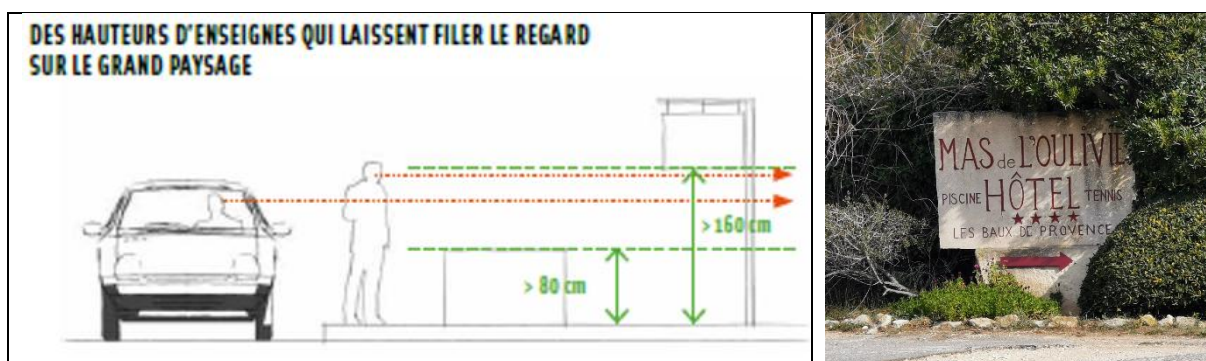 DES HAUTEURS D'ENSEIGNES QUI LAISSENT FILER LE REGARD
SUR LE GRAND PAYSAGE
> 160 cm
> 80 cm
MAS de L'OULIVIE
PISCINE HÔTEL TENNIS
LES BAUX DE PROVENCE